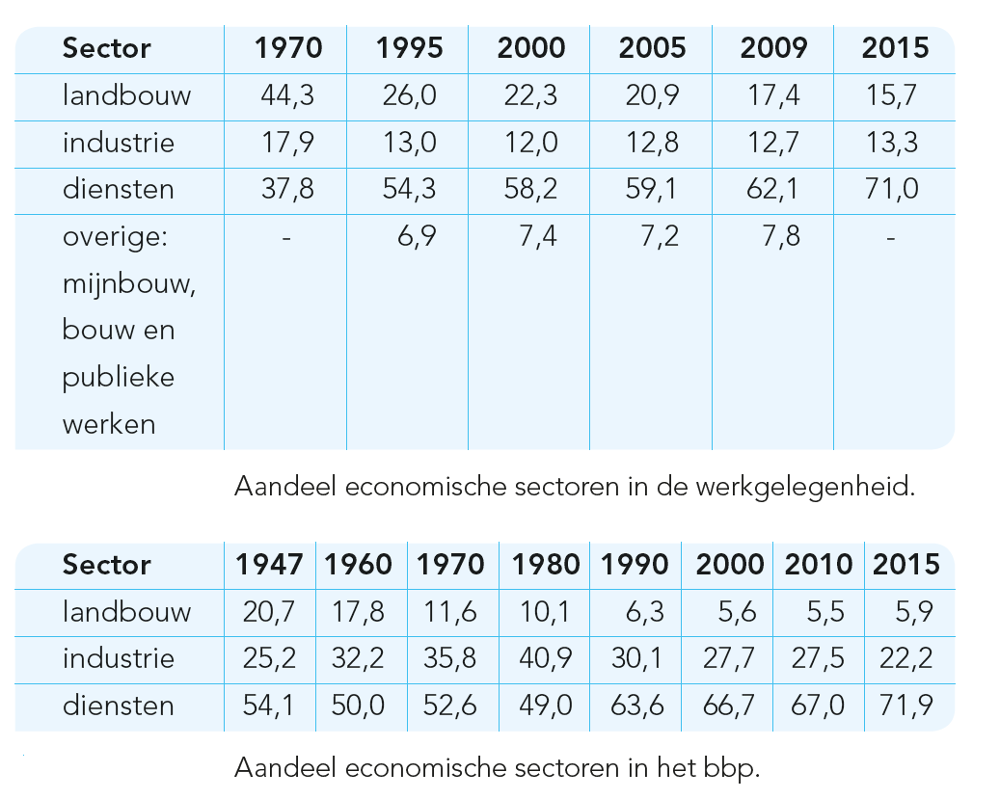 Sector 1970 1995 2000 2005 2009 2015
landbouw 44,3 26,0 22,3 20,9 17,4 15,7
industrie 17,9 13,0 12,0 12,8 12,7 13,3
diensten 37,8 54,3 58,2 59,1 62,1 71,0
overige: - 6,9 7,4 7,2 7,8 -
mijnbouw,
bouw en
publieke
werken
Aandeel economische sectoren in de werkgelegenheid.
Sector 1947 1960 1970 1980 1990 2000 2010 2015
landbouw 20,7 17,8 11,6 10,1 6,3 5,6 5,5 5,9
industrie 25,2 32,2 35,8 40,9 30,1 27,7 27,5 22,2
diensten 54,1 50,0 52,6 49,0 63,6 66,7 67,0 71,9
Aandeel economische sectoren in het bbp.